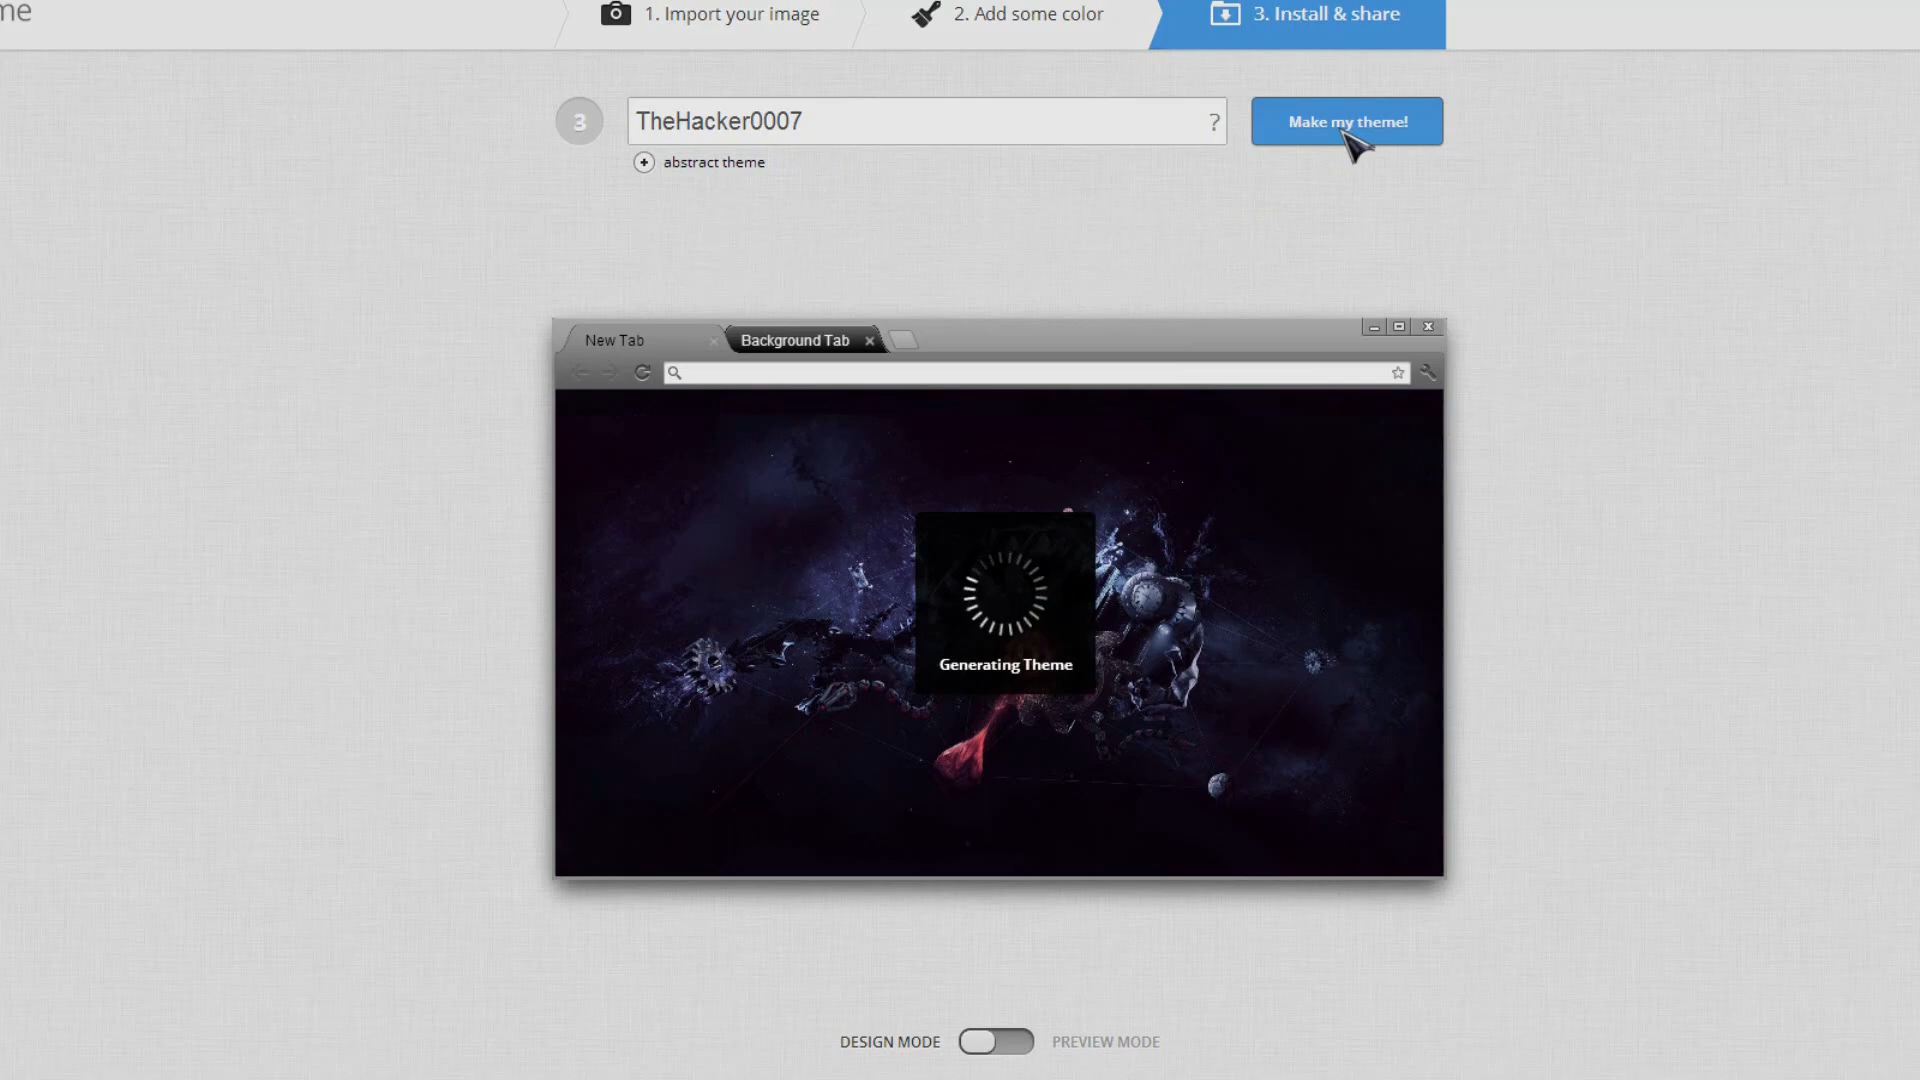 me
1. Import your image
2. Add some color
3. Install & share
3
TheHacker0007
?
Make my theme!
abstract theme
New Tab
Background Tab
Generating Theme
DESIGN MODE
PREVIEW MODE